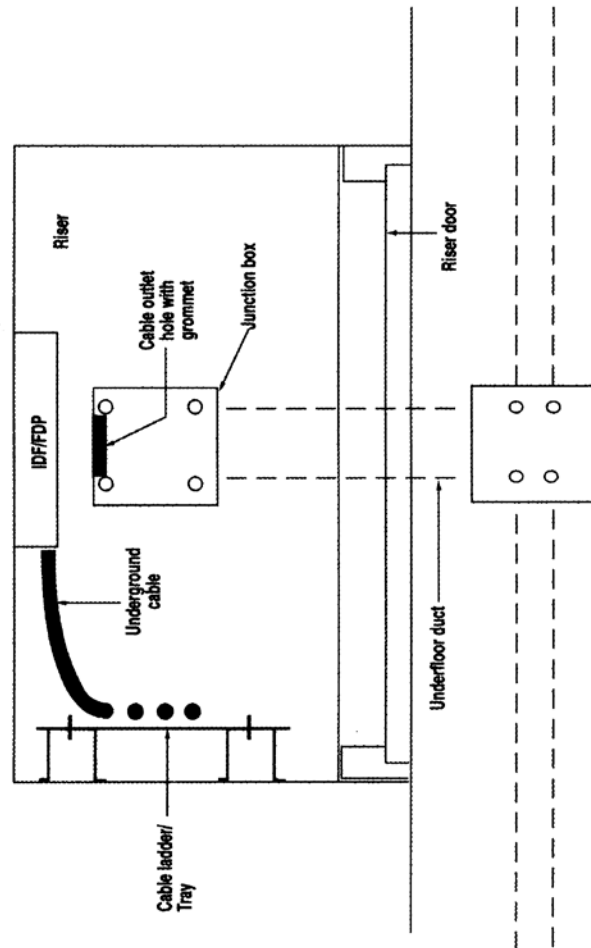 Riser
IDF/FDP
Cable outlet
hole with
grommet
Junction box
Underground
cable
Riser door
Underfloor duct
Cable ladder/
Tray